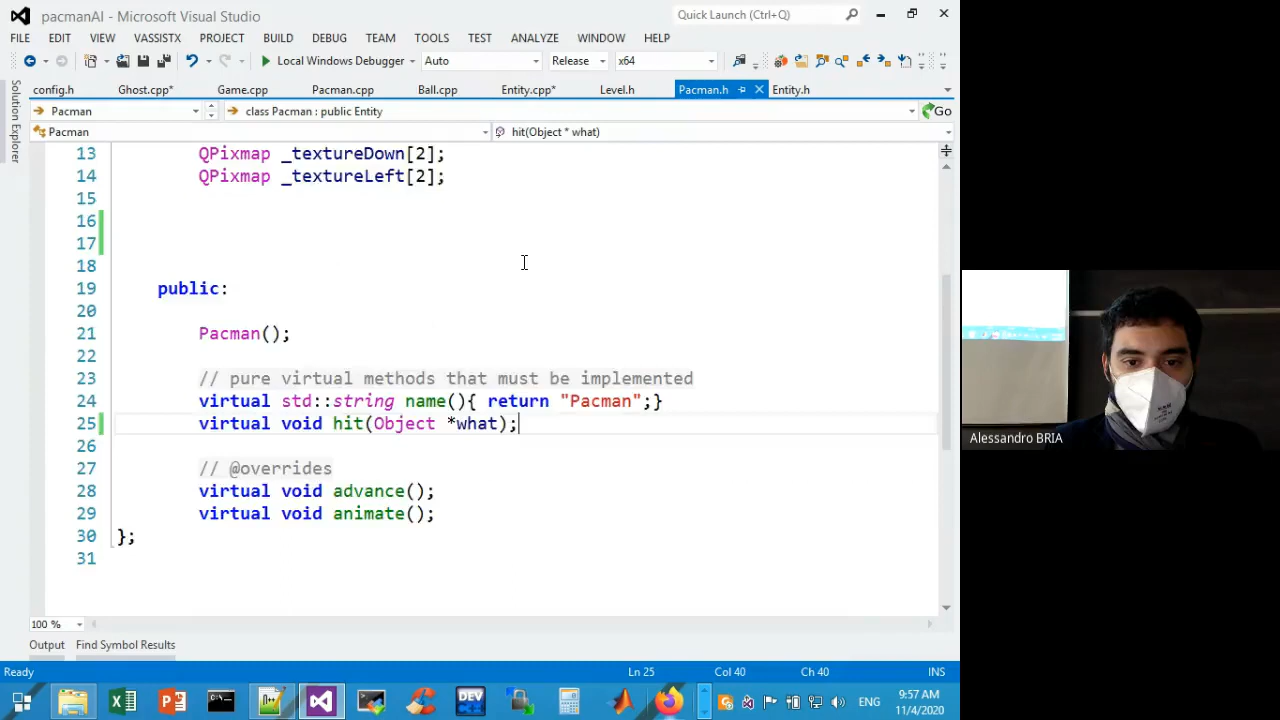 pacmanAI - Microsoft Visual Studio
Quick Launch (Ctrl+Q)
FILE EDIT VIEW VASSISTX PROJECT BUILD DEBUG TEAM TOOLS TEST ANALYZE WINDOW HELP
Local Windows Debugger Auto Release x64
config.h Ghost.cpp* Game.cpp Pacman.cpp Ball.cpp Entity.cpp* Level.h Pacman.h Entity.h
Solution Explorer
Pacman class Pacman : public Entity Go
Pacman hit(Object * what)
13 QPixmap _textureDown[2];
14 QPixmap _textureLeft[2];
15
16
17
18
19 public:
20
21 Pacman();
22
23 // pure virtual methods that must be implemented
24 virtual std::string name(){ return "Pacman";}
25 virtual void hit(Object *what);
26
27 // @overrides
28 virtual void advance();
29 virtual void animate();
30 };
31
100 %
Output Find Symbol Results
Ready Ln 25 Col 40 Ch 40 INS
DEV
ENG
9:57 AM
11/4/2020
Alessandro BRIA